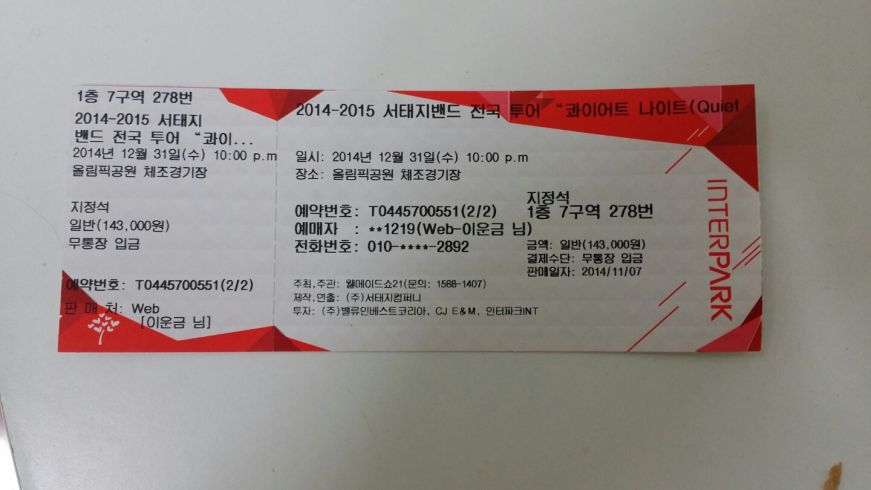 1층 7구역 278번
2014-2015 서태지
밴드 전국 투어 “콰이...
2014년 12월 31일(수) 10:00 p.m
올림픽공원 체조경기장
지정석
일반(143,000원)
무통장 입금
예약번호: T0445700551(2/2)
판 매 처: Web
[이운금 님]
2014-2015 서태지밴드 전국 투어 “콰이어트 나이트(Quiet
일시: 2014년 12월 31일(수) 10:00 p.m
장소: 올림픽공원 체조경기장
예약번호: T0445700551(2/2)
예매자 : **1219(Web-이운금 님)
전화번호: 010-****-2892
지정석
1층 7구역 278번
금액: 일반(143,000원)
결제수단: 무통장 입금
판매일자: 2014/11/07
주최,주관: 웰메이드쇼21(문의: 1588-1407)
제작,연출: (주)서태지컴퍼니
투자: (주)밸류인베스트코리아, CJ E&M, 인터파크INT
INTERPARK